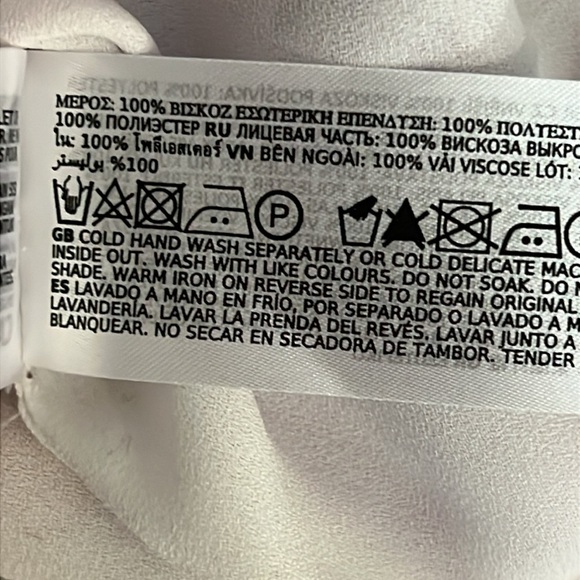 ΜΕΡΟΣ: 100% ΒΙΣΚΟΖ ΕΣΩΤΕΡΙΚΗ ΕΠΕΝΔΥΣΗ: 100% ΠΟΛΥΕΣΤ
100% ПОЛИЭСТЕР RU ЛИЦЕВАЯ ЧАСТЬ: 100% ВИСКОЗА ВЫКРО
ใน: 100% โพลีเอสเตอร์ VN BÊN NGOÀI: 100% VẢI VISCOSE LÓT:
100% بوليستر
P
GB COLD HAND WASH SEPARATELY OR COLD DELICATE MAC
INSIDE OUT. WASH WITH LIKE COLOURS. DO NOT SOAK. DO N
SHADE. WARM IRON ON REVERSE SIDE TO REGAIN ORIGINAL
ES LAVADO A MANO EN FRÍO, POR SEPARADO O LAVADO A M
LAVANDERÍA. LAVAR LA PRENDA DEL REVÉS. LAVAR JUNTO A
BLANQUEAR. NO SECAR EN SECADORA DE TAMBOR. TENDER